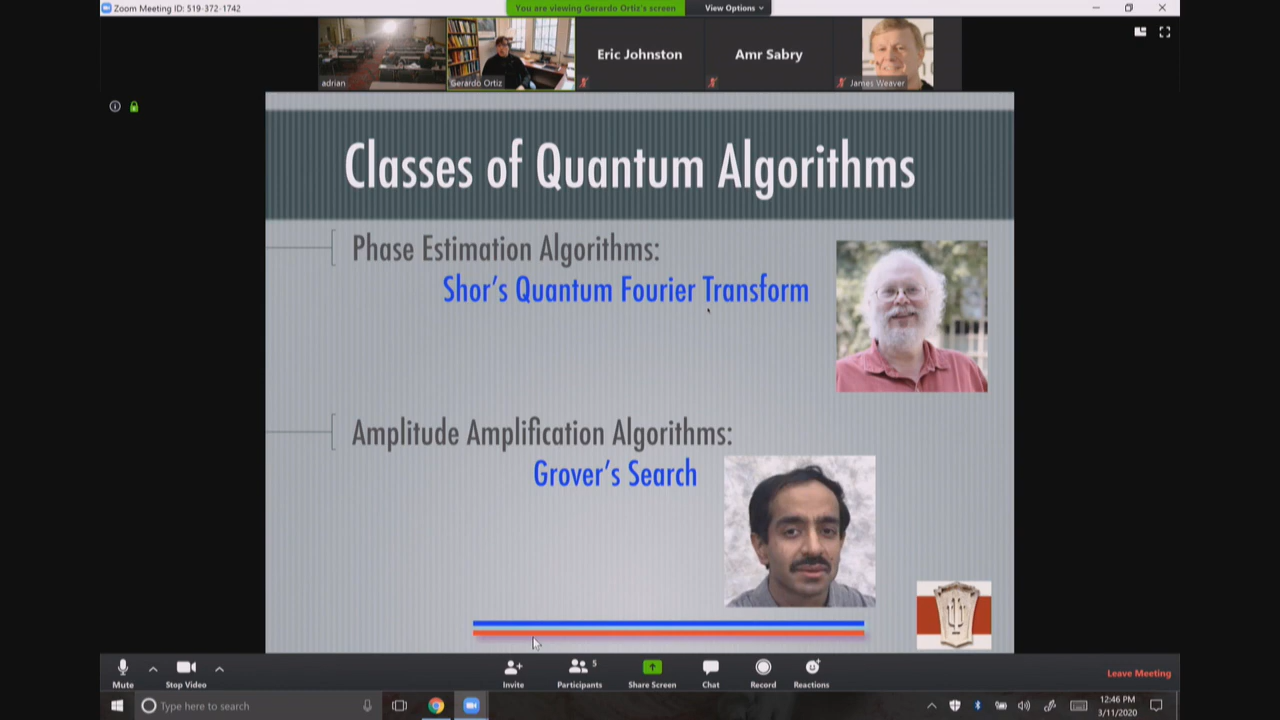 Zoom Meeting ID: 519-372-1742
You are viewing Gerardo Ortiz's screen
View Options
adrian
Gerardo Ortiz
Eric Johnston
Amr Sabry
James Weaver
Classes of Quantum Algorithms
Phase Estimation Algorithms:
Shor's Quantum Fourier Transform
Amplitude Amplification Algorithms:
Grover's Search
Mute
Stop Video
Invite
5
Participants
Share Screen
Chat
Record
Reactions
Leave Meeting
Type here to search
12:46 PM
3/11/2020